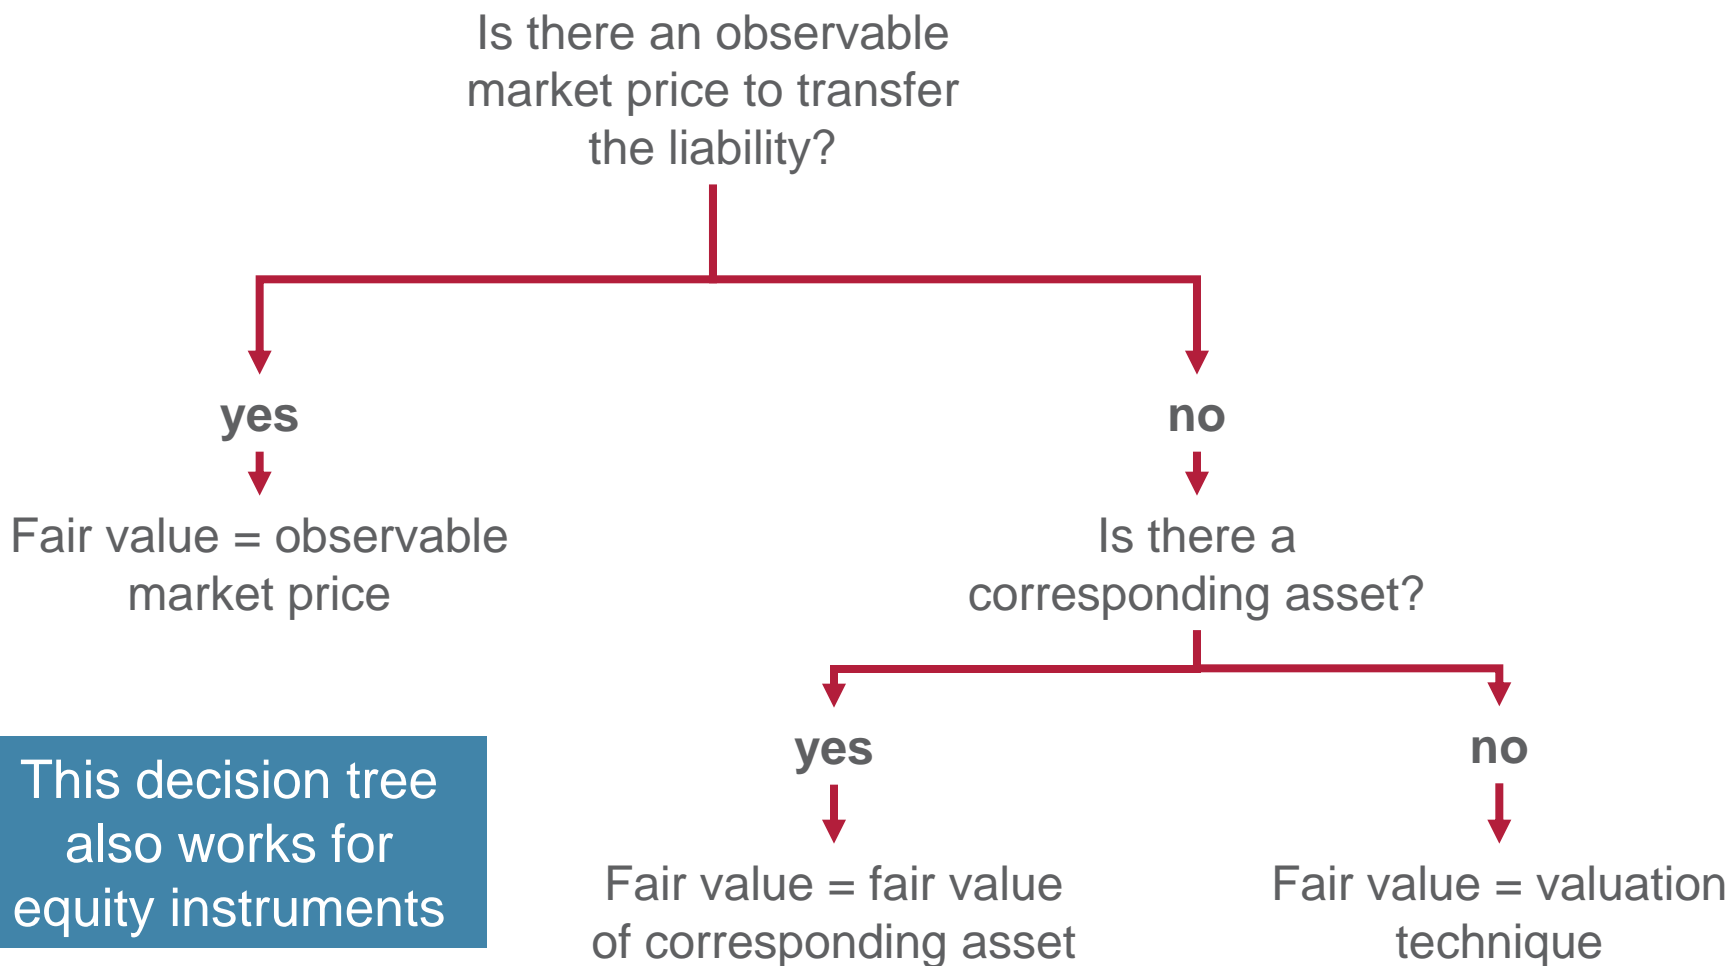 Is there an observable
market price to transfer
the liability?
yes
no
Fair value = observable
market price
Is there a
corresponding asset?
yes
no
This decision tree
also works for
equity instruments
Fair value = fair value
of corresponding asset
Fair value = valuation
technique